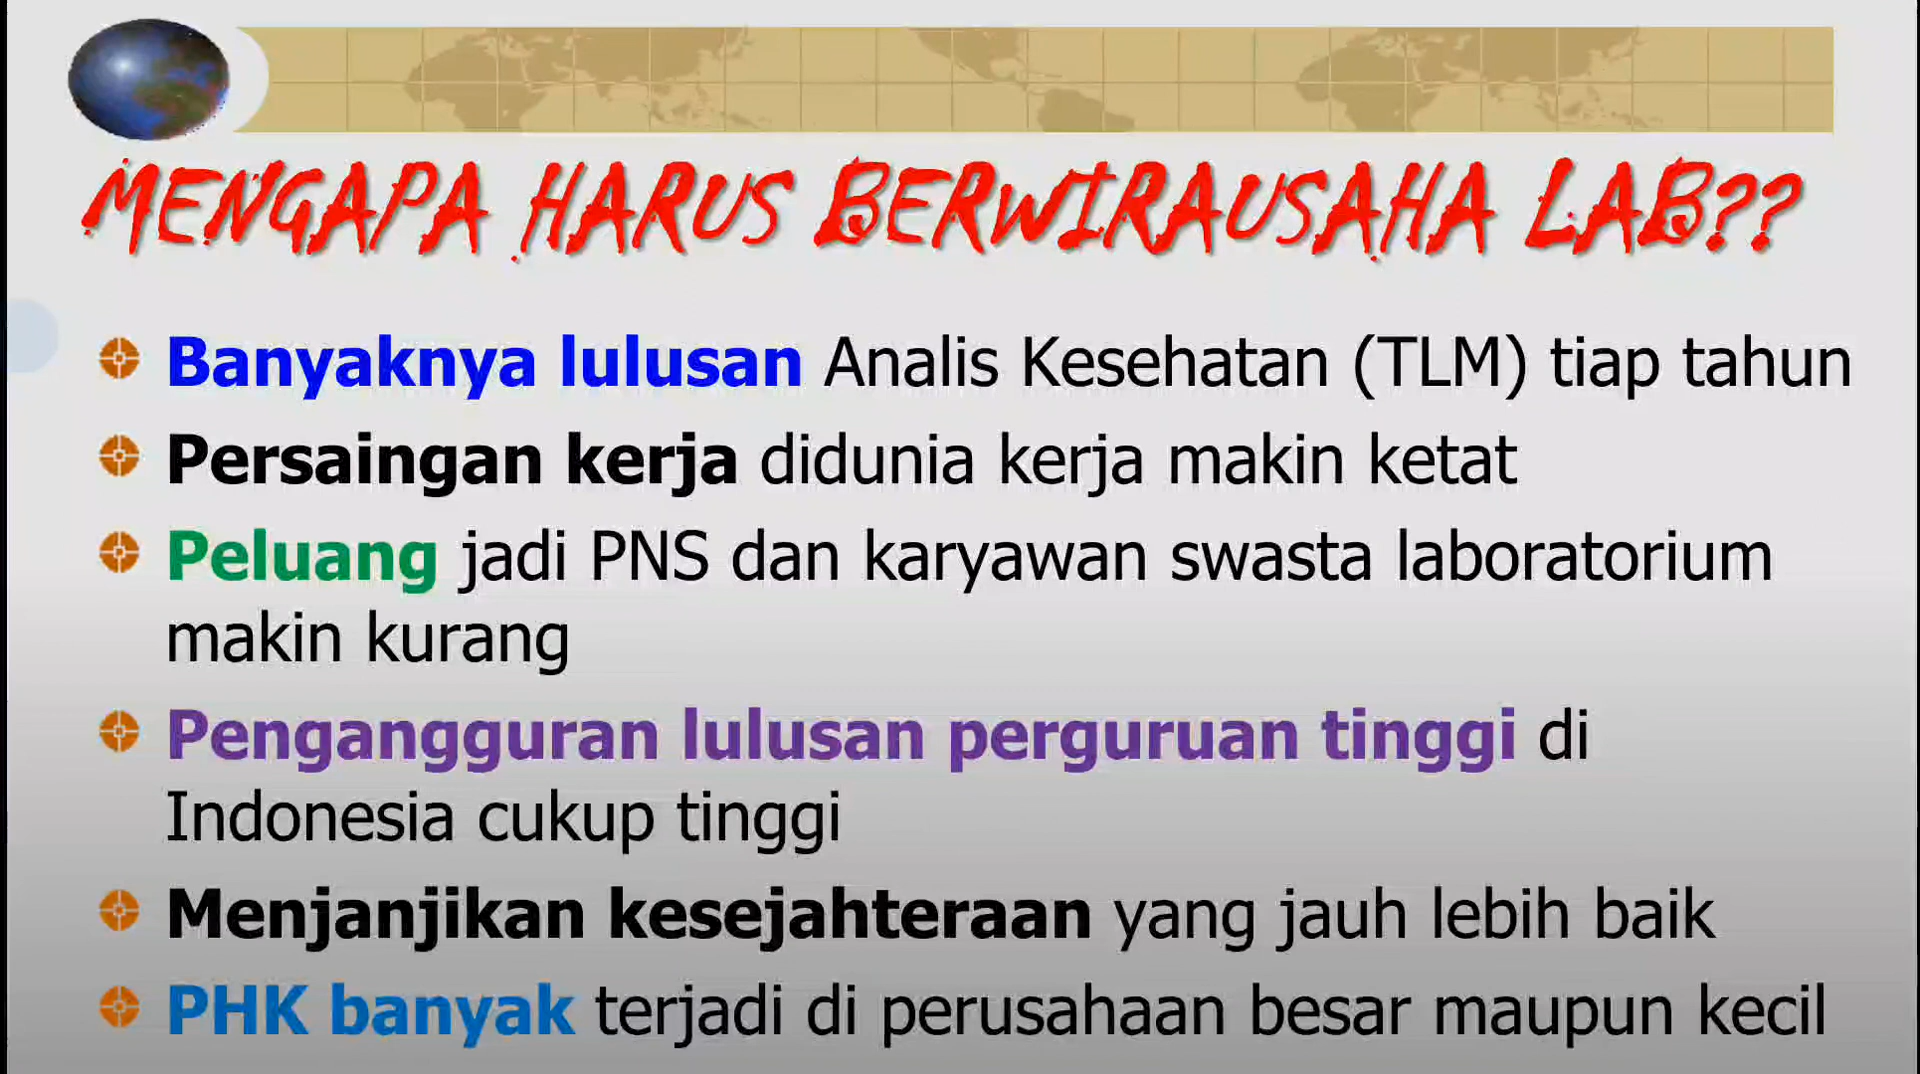 MENGAPA HARUS BERWIRAUSAHA LAB??
Banyaknya lulusan Analis Kesehatan (TLM) tiap tahun
Persaingan kerja didunia kerja makin ketat
Peluang jadi PNS dan karyawan swasta laboratorium
makin kurang
Pengangguran lulusan perguruan tinggi di
Indonesia cukup tinggi
Menjanjikan kesejahteraan yang jauh lebih baik
PHK banyak terjadi di perusahaan besar maupun kecil